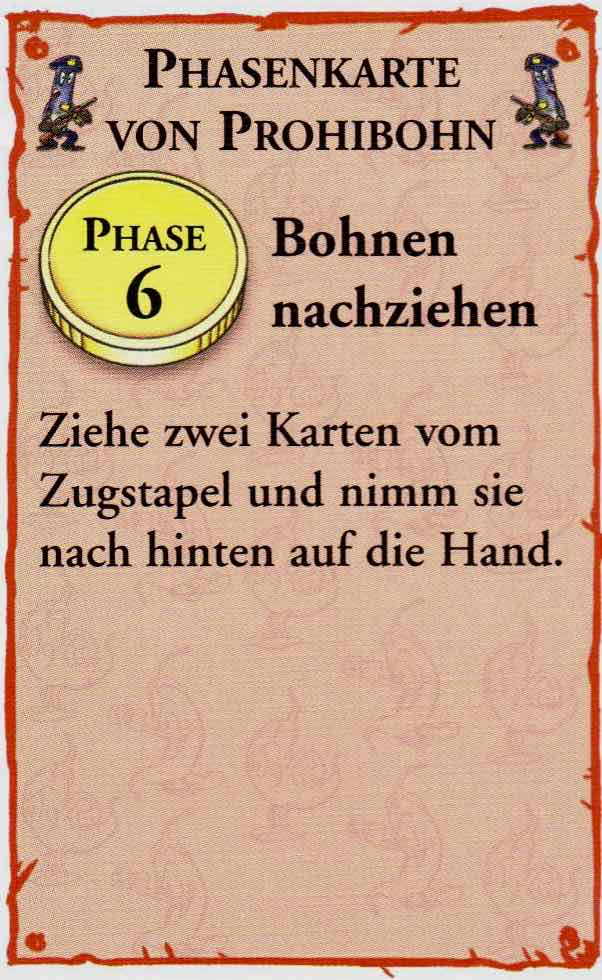 Phasenkarte
von Prohibohn
Phase
6
Bohnen
nachziehen
Ziehe zwei Karten vom
Zugstapel und nimm sie
nach hinten auf die Hand.